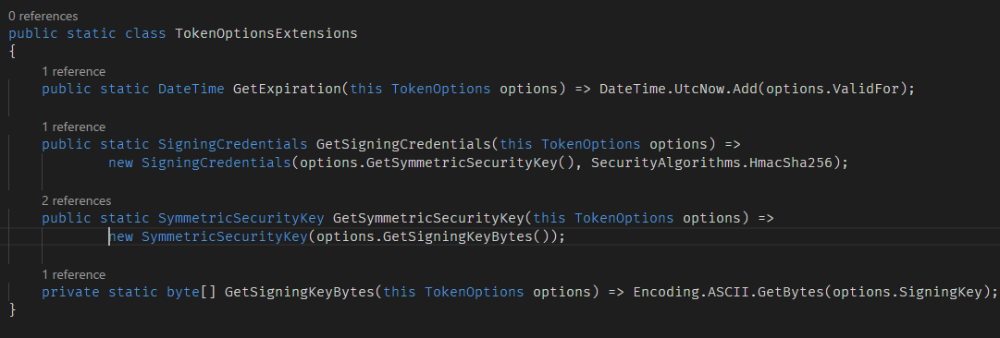 0 references
public static class TokenOptionsExtensions
{
1 reference
public static DateTime GetExpiration(this TokenOptions options) => DateTime.UtcNow.Add(options.ValidFor);
1 reference
public static SigningCredentials GetSigningCredentials(this TokenOptions options) =>
new SigningCredentials(options.GetSymmetricSecurityKey(), SecurityAlgorithms.HmacSha256);
2 references
public static SymmetricSecurityKey GetSymmetricSecurityKey(this TokenOptions options) =>
new SymmetricSecurityKey(options.GetSigningKeyBytes());
1 reference
private static byte[] GetSigningKeyBytes(this TokenOptions options) => Encoding.ASCII.GetBytes(options.SigningKey);
}